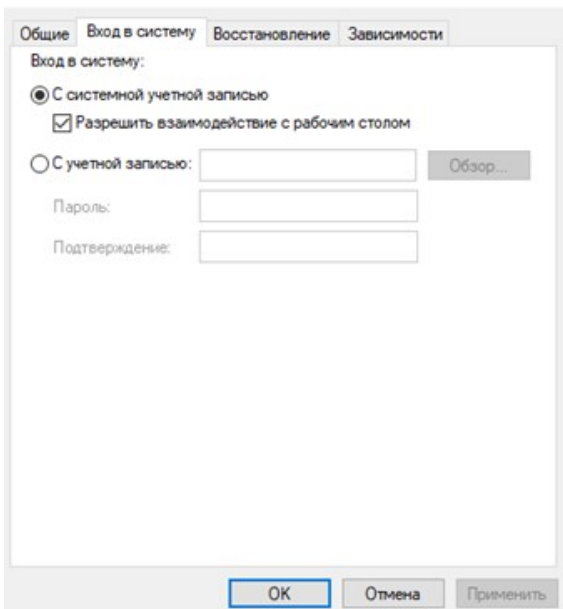 Общие Вход в систему Восстановление Зависимости
Вход в систему:
С системной учетной записью
Разрешить взаимодействие с рабочим столом
С учетной записью: Обзор...
Пароль:
Подтверждение:
OK Отмена Применить